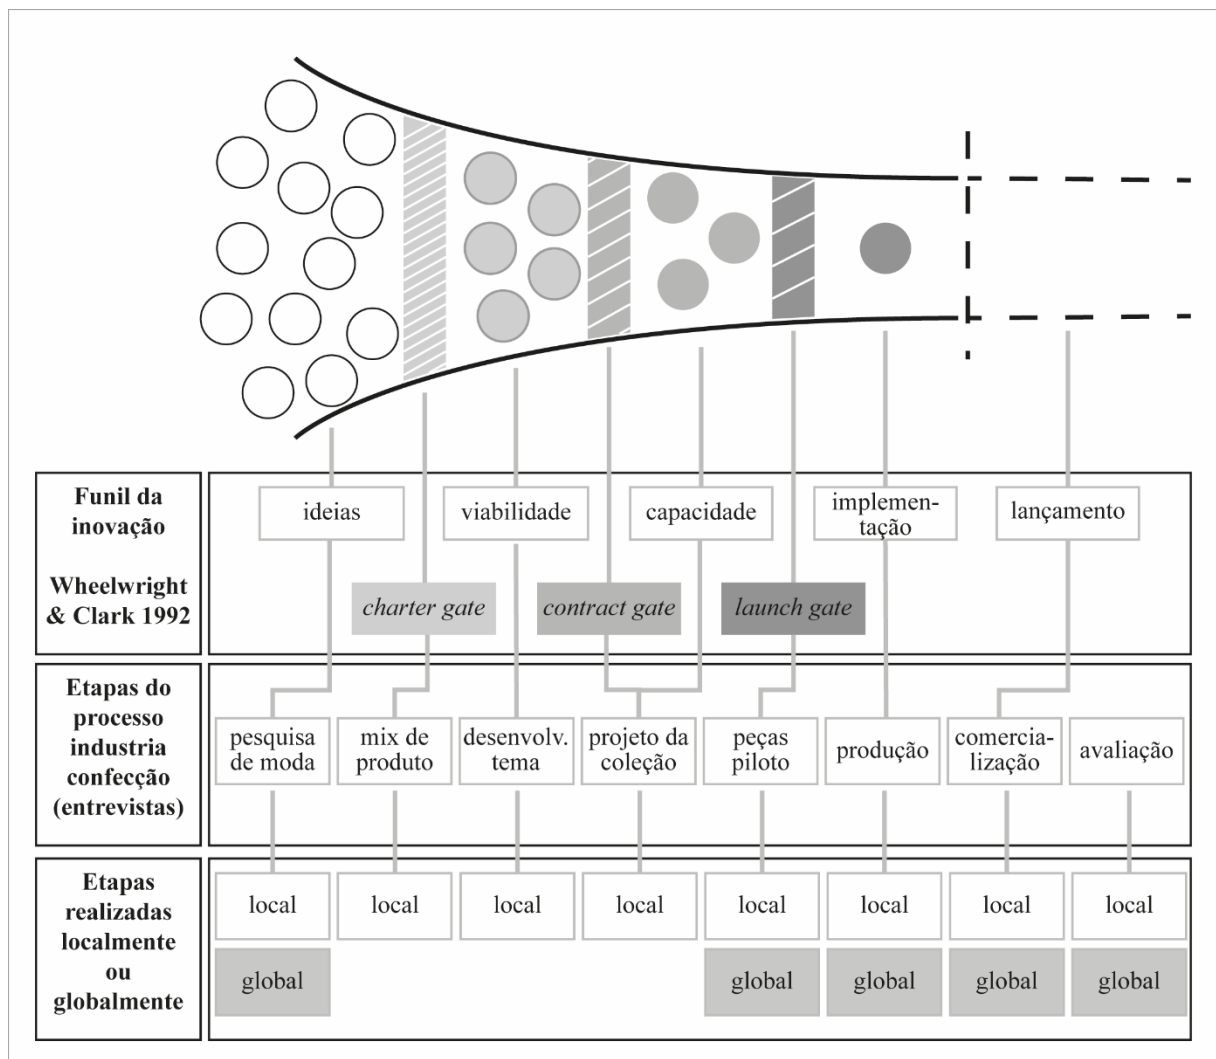 Funil da
inovação
Wheelwright
& Clark 1992
ideias
viabilidade
capacidade
implemen-
tação
lançamento
charter gate
contract gate
launch gate
Etapas do
processo
industria
confecção
(entrevistas)
pesquisa
de moda
mix de
produto
desenvolv.
tema
projeto da
coleção
peças
piloto
produção
comercia-
lização
avaliação
Etapas
realizadas
localmente
ou
globalmente
local
local
local
local
local
local
local
local
global
global
global
global
global